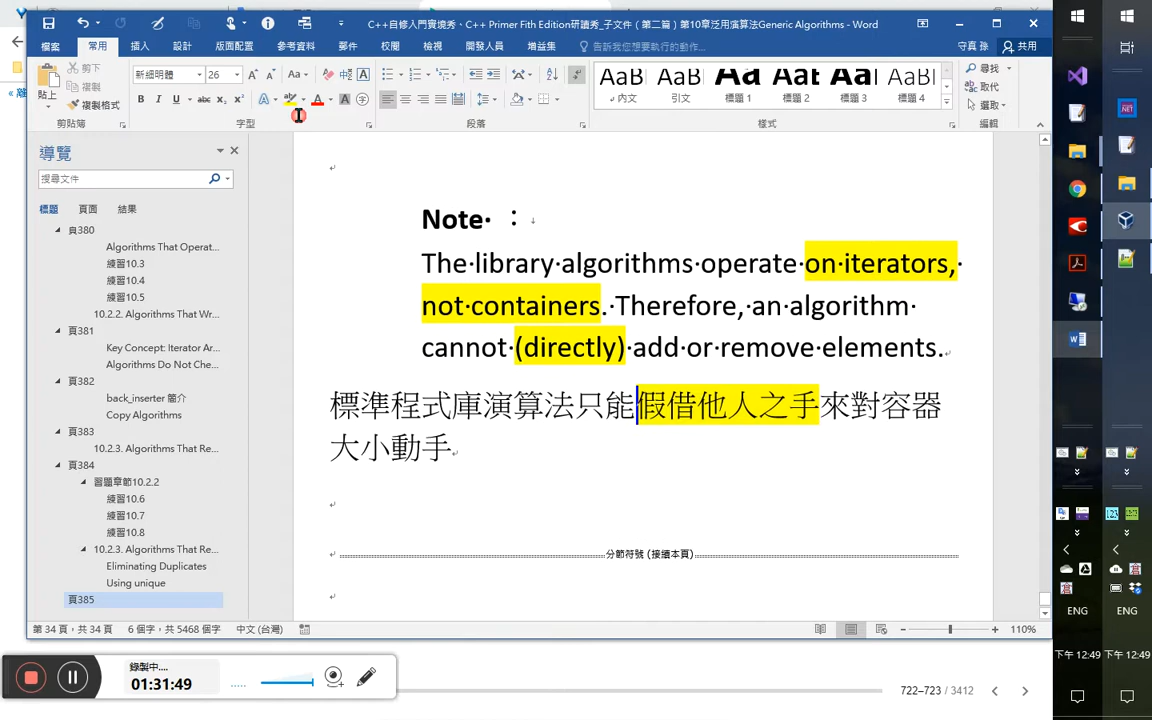 C++自修入門實境秀、C++ Primer Fith Edition研讀秀_子文件（第二篇）第10章泛用演算法Generic Algorithms - Word
檔案 常用 插入 設計 版面配置 參考資料 郵件 校閱 檢視 開發人員 增益集 告訴我您想要執行的動作... 守真 孫 共用
貼上 剪下 複製 複製格式
新細明體 26
AaBb AaBb AaBb AaBb AaBb AaBb
內文 引文 標題 1 標題 2 標題 3 標題 4
尋找 取代 選取
剪貼簿 字型 段落 樣式 編輯
導覽
搜尋文件
標題 頁面 結果
頁380
Algorithms That Operat...
練習10.3
練習10.4
練習10.5
10.2.2. Algorithms That Wr...
頁381
Key Concept: Iterator Ar...
Algorithms Do Not Che...
頁382
back_inserter 簡介
Copy Algorithms
頁383
10.2.3. Algorithms That Re...
頁384
習題章節10.2.2
練習10.6
練習10.7
練習10.8
10.2.3. Algorithms That Re...
Eliminating Duplicates
Using unique
頁385
Note ：
The library algorithms operate on iterators,
not containers. Therefore, an algorithm
cannot (directly) add or remove elements.
標準程式庫演算法只能假借他人之手來對容器
大小動手
分節符號 (接續本頁)
第 34 頁，共 34 頁 6 個字，共 5468 個字 中文 (台灣) 110%
錄製中....
01:31:49
722–723 / 3412
ENG ENG
下午 12:49 下午 12:49